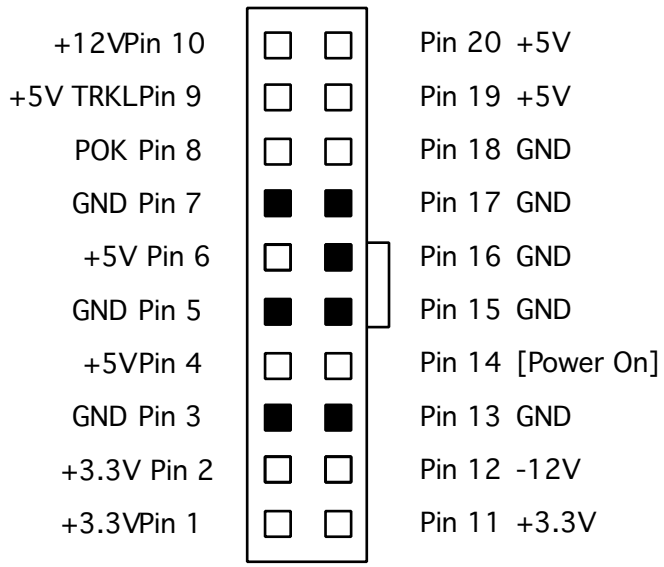 +12VPin 10 Pin 20 +5V
+5V TRKLPin 9 Pin 19 +5V
POK Pin 8 Pin 18 GND
GND Pin 7 Pin 17 GND
+5V Pin 6 Pin 16 GND
GND Pin 5 Pin 15 GND
+5VPin 4 Pin 14 [Power On]
GND Pin 3 Pin 13 GND
+3.3V Pin 2 Pin 12 -12V
+3.3VPin 1 Pin 11 +3.3V